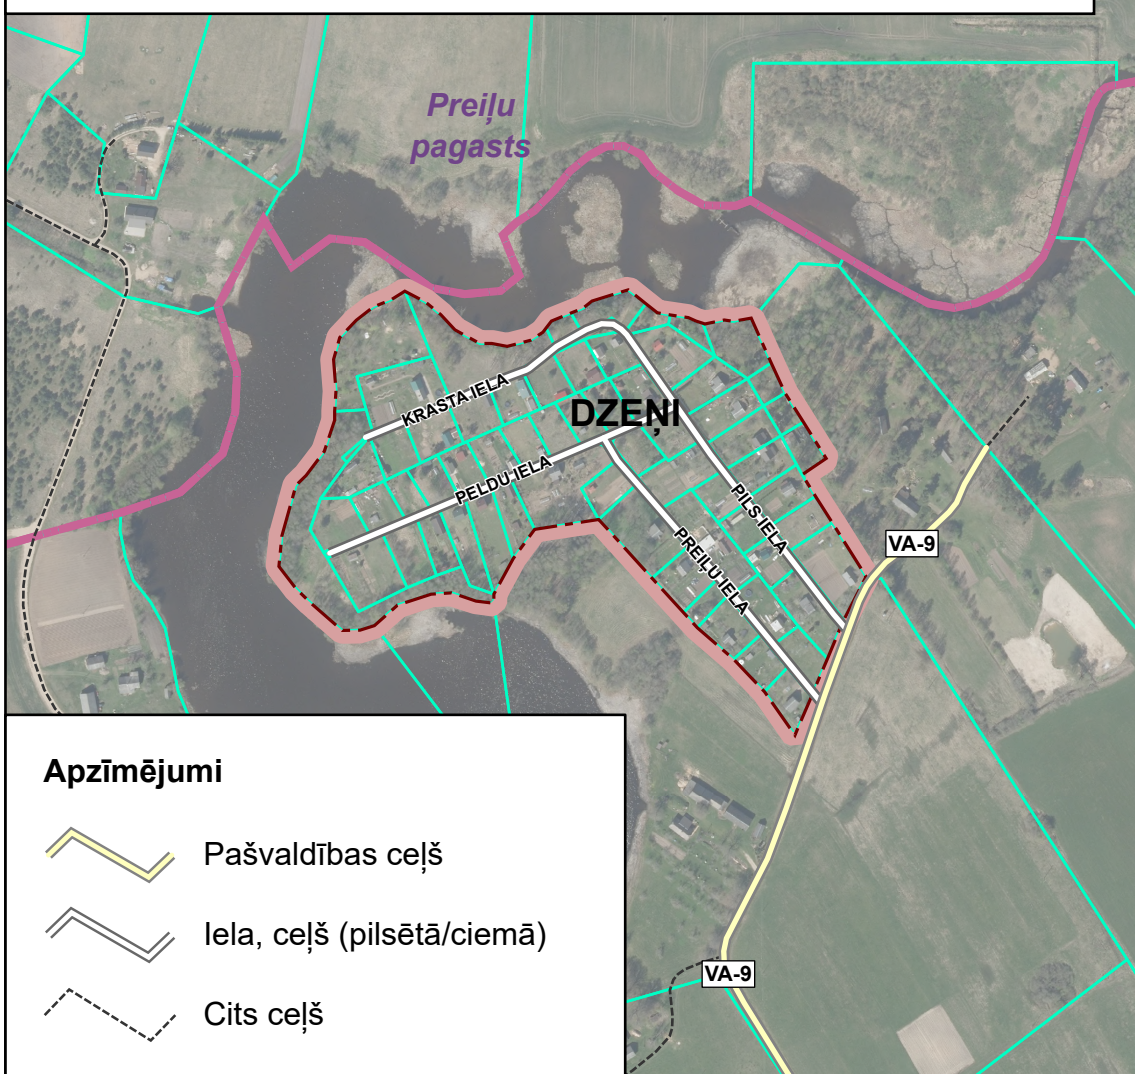 Preiļu
pagasts
KRASTA IELA
DZEŅI
PELDU IELA
PILS IELA
PREIĻU IELA
VA-9
VA-9
Apzīmējumi
Pašvaldības ceļš
Iela, ceļš (pilsētā/ciemā)
Cits ceļš